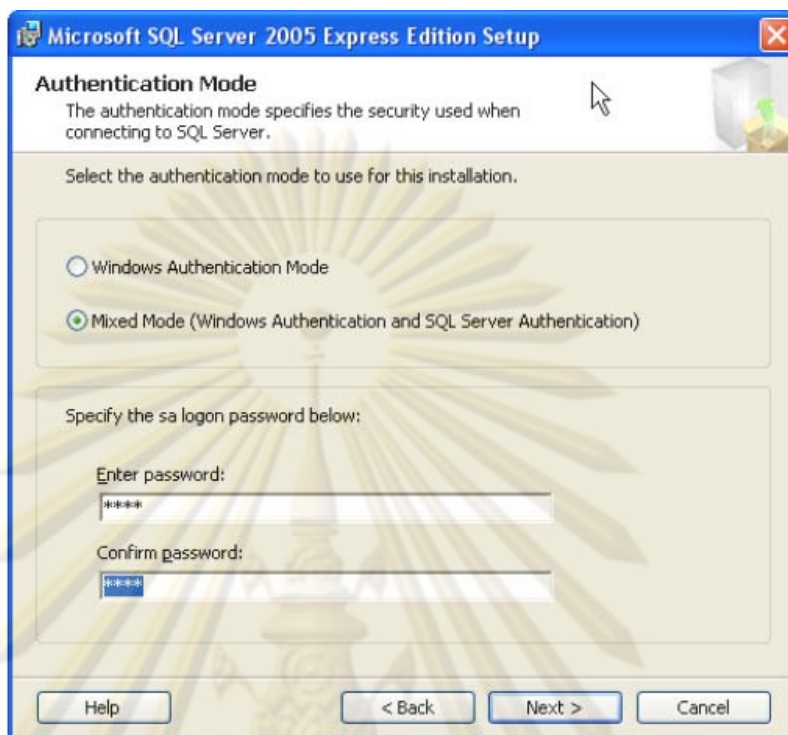 Microsoft SQL Server 2005 Express Edition Setup
Authentication Mode
The authentication mode specifies the security used when
connecting to SQL Server.
Select the authentication mode to use for this installation.
Windows Authentication Mode
Mixed Mode (Windows Authentication and SQL Server Authentication)
Specify the sa logon password below:
Enter password:
****
Confirm password:
****
Help
< Back
Next >
Cancel